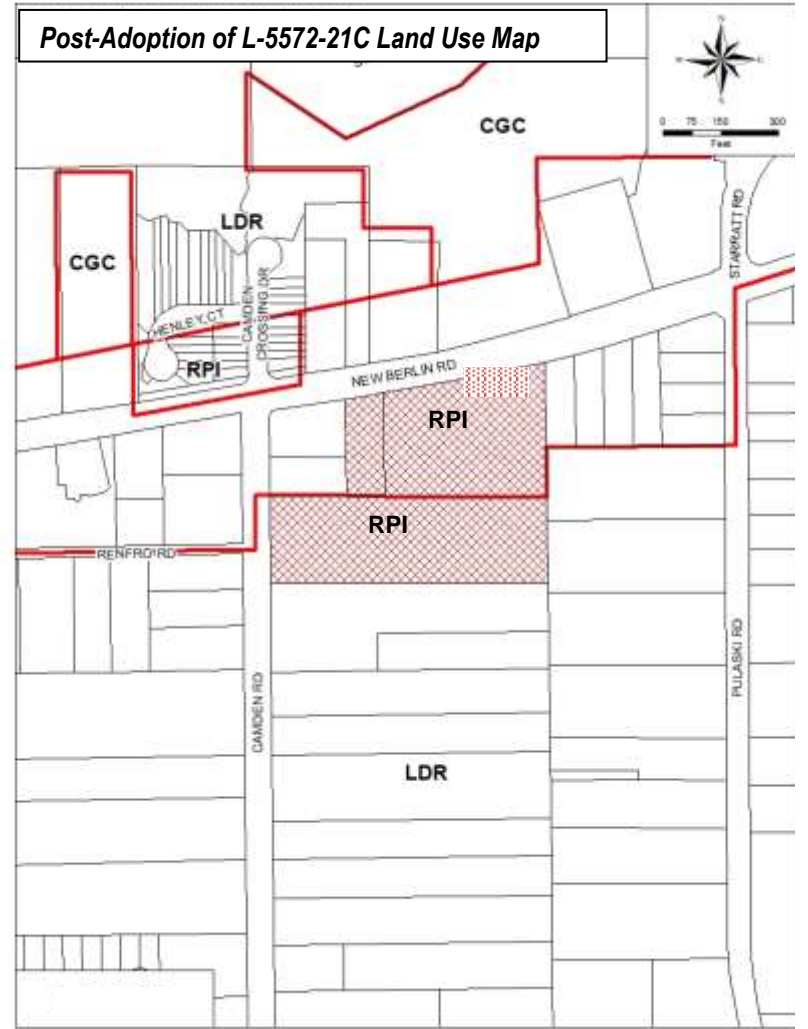 Post-Adoption of L-5572-21C Land Use Map
N
W
E
S
0 75 150 300
Feet
CGC
LDR
CGC
STARRATT RD
HENLEY CT
CAMDEN
CROSSING DR
RPI
NEW BERLIN RD
RPI
RPI
RENFRO RD
CAMDEN RD
PULASKI RD
LDR